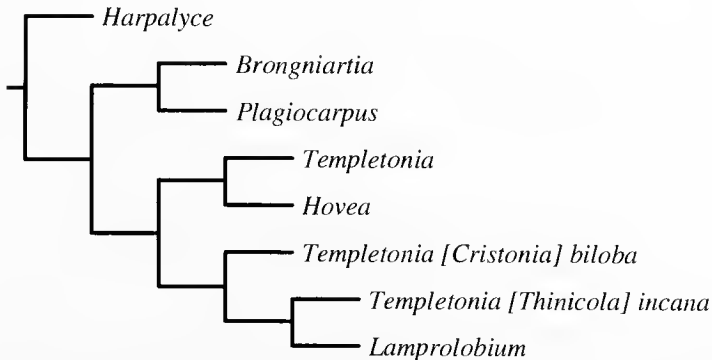 Harpalyce
Brongniartia
Plagiocarpus
Templetonia
Hovea
Templetonia [Cristonia] biloba
Templetonia [Thinicola] incana
Lamprolobium